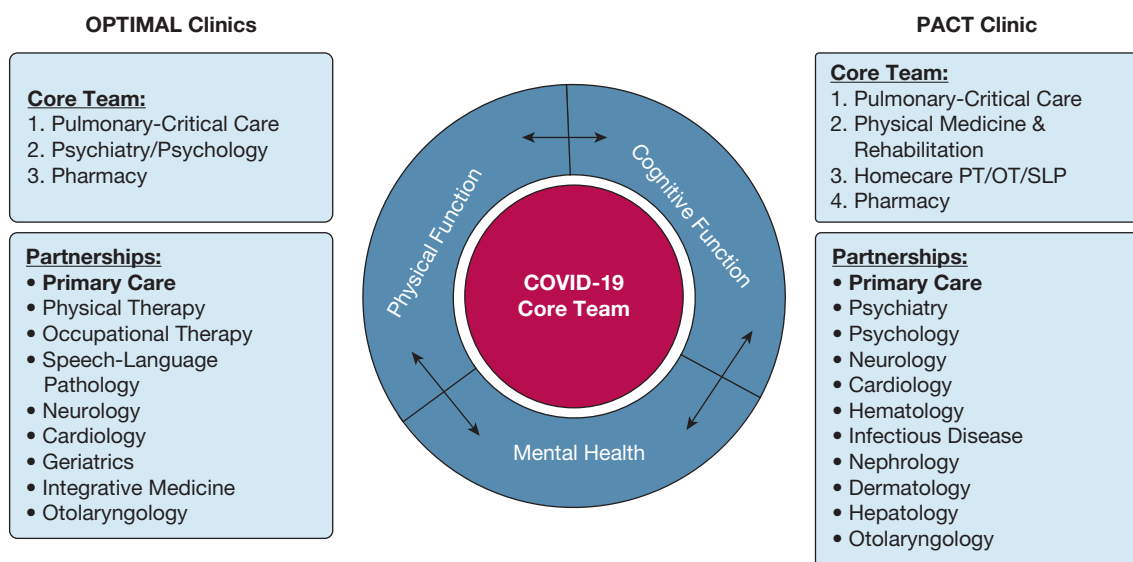 OPTIMAL Clinics
Core Team:
1. Pulmonary-Critical Care
2. Psychiatry/Psychology
3. Pharmacy
Partnerships:
• Primary Care
• Physical Therapy
• Occupational Therapy
• Speech-Language
Pathology
• Neurology
• Cardiology
• Geriatrics
• Integrative Medicine
• Otolaryngology
Physical Function
Cognitive Function
Mental Health
COVID-19
Core Team
PACT Clinic
Core Team:
1. Pulmonary-Critical Care
2. Physical Medicine &
Rehabilitation
3. Homecare PT/OT/SLP
4. Pharmacy
Partnerships:
• Primary Care
• Psychiatry
• Psychology
• Neurology
• Cardiology
• Hematology
• Infectious Disease
• Nephrology
• Dermatology
• Hepatology
• Otolaryngology